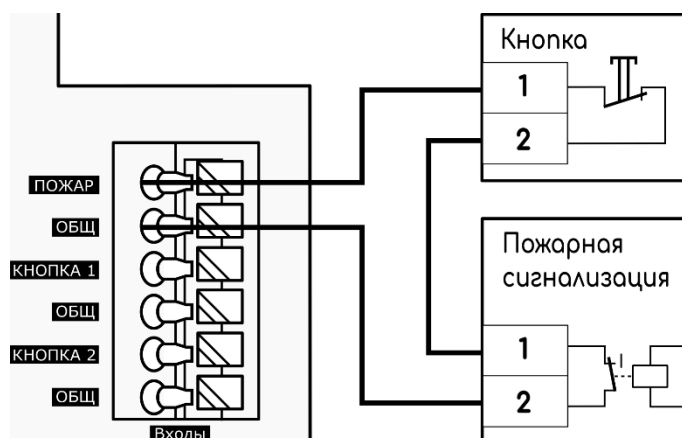 Кнопка
1
2
ПОЖАР
ОБЩ
КНОПКА 1
ОБЩ
КНОПКА 2
ОБЩ
Входы
Пожарная
сигнализация
1
2